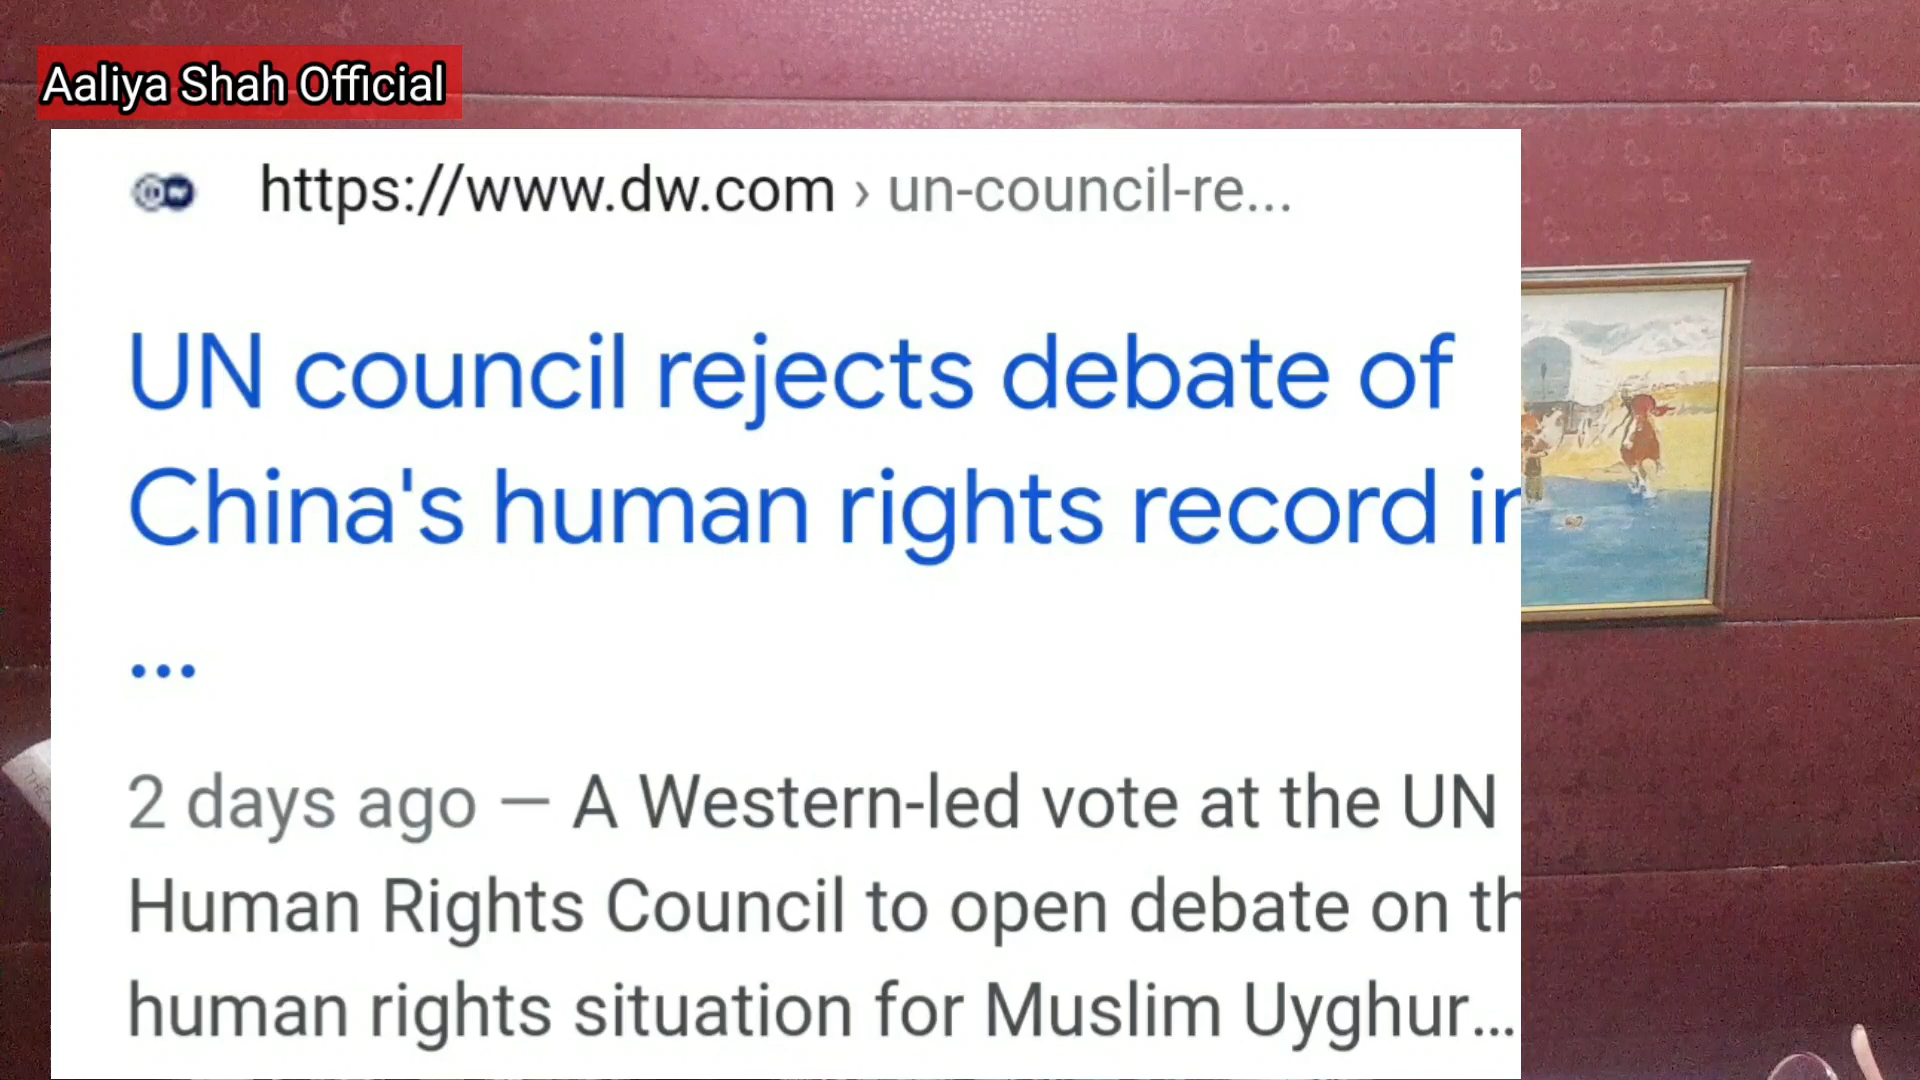 Aaliya Shah Official
https://www.dw.com › un-council-re...
UN council rejects debate of
China's human rights record in
...
2 days ago — A Western-led vote at the UN
Human Rights Council to open debate on th
human rights situation for Muslim Uyghur...